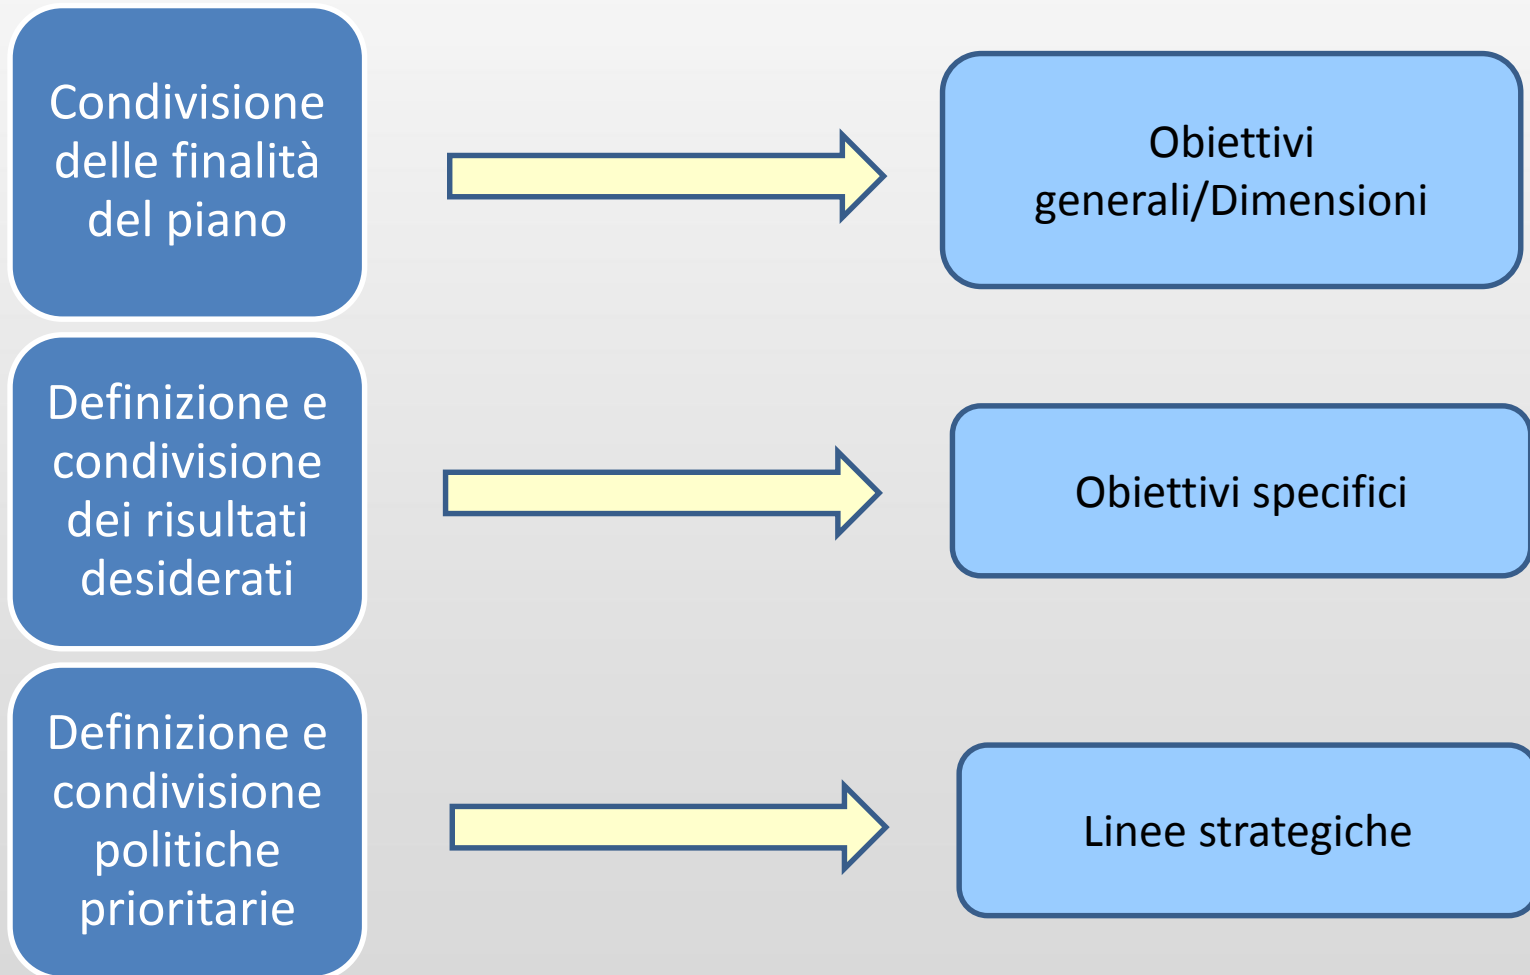 Condivisione
delle finalità
del piano
Obiettivi
generali/Dimensioni
Definizione e
condivisione
dei risultati
desiderati
Obiettivi specifici
Definizione e
condivisione
politiche
prioritarie
Linee strategiche